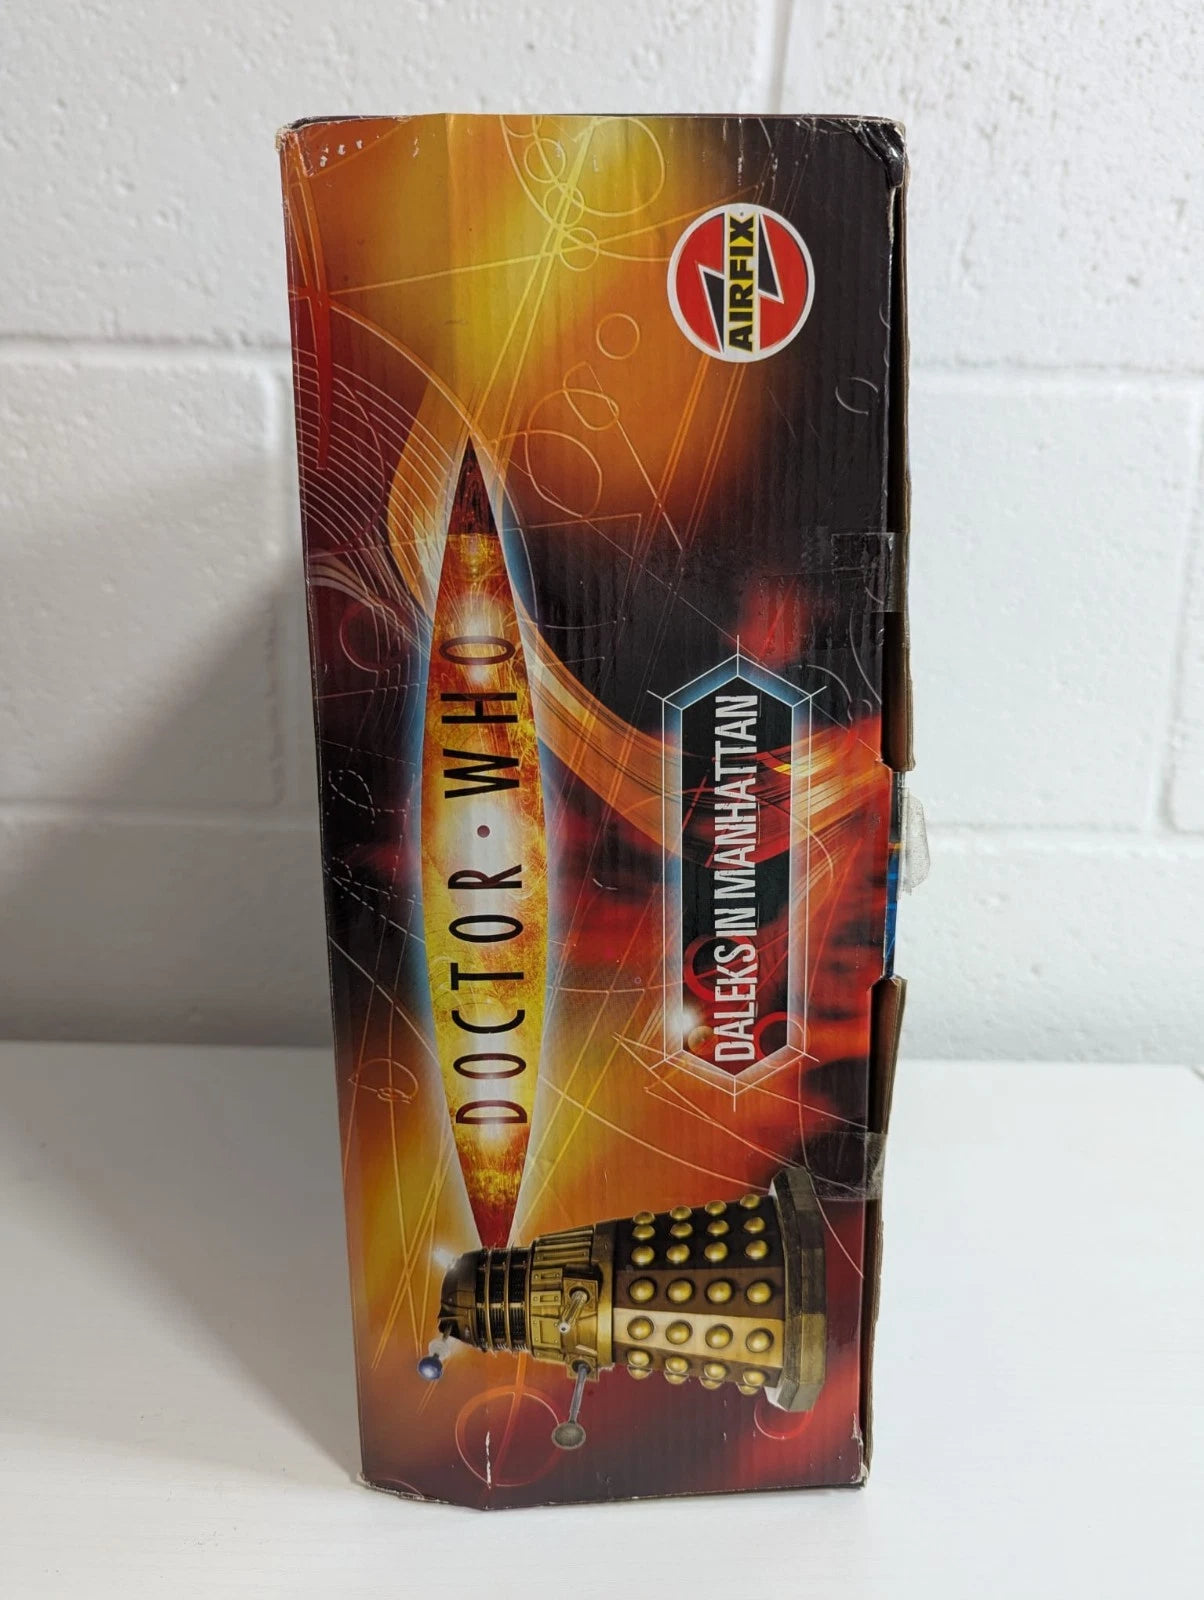 AIRFIX
DOCTOR • WHO
DALEKS IN MANHATTAN